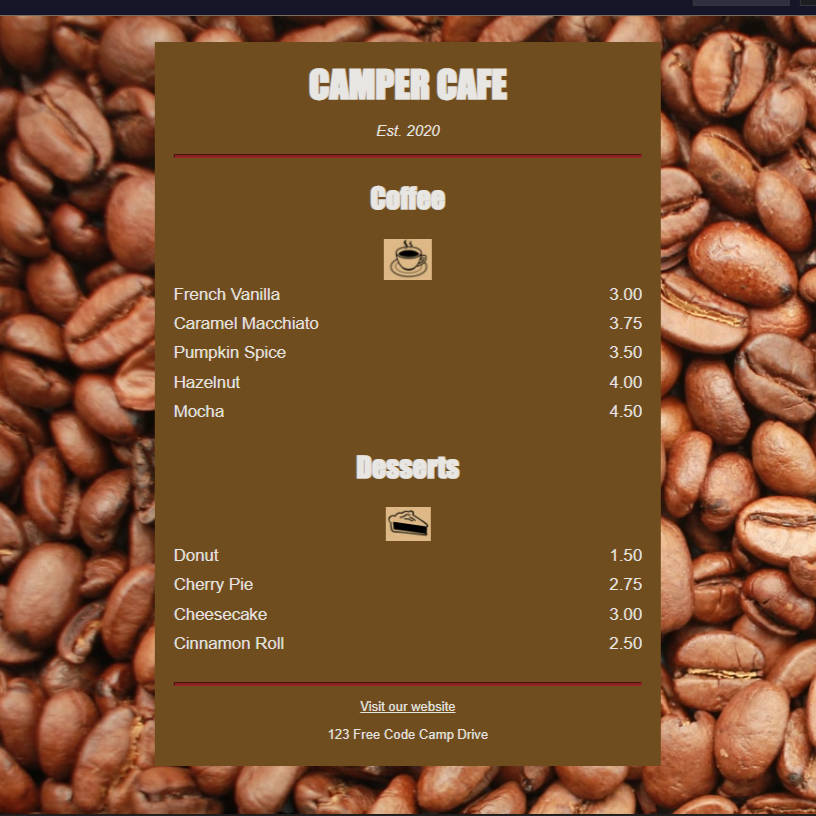 CAMPER CAFE
Est. 2020
Coffee
French Vanilla 3.00
Caramel Macchiato 3.75
Pumpkin Spice 3.50
Hazelnut 4.00
Mocha 4.50
Desserts
Donut 1.50
Cherry Pie 2.75
Cheesecake 3.00
Cinnamon Roll 2.50
Visit our website
123 Free Code Camp Drive